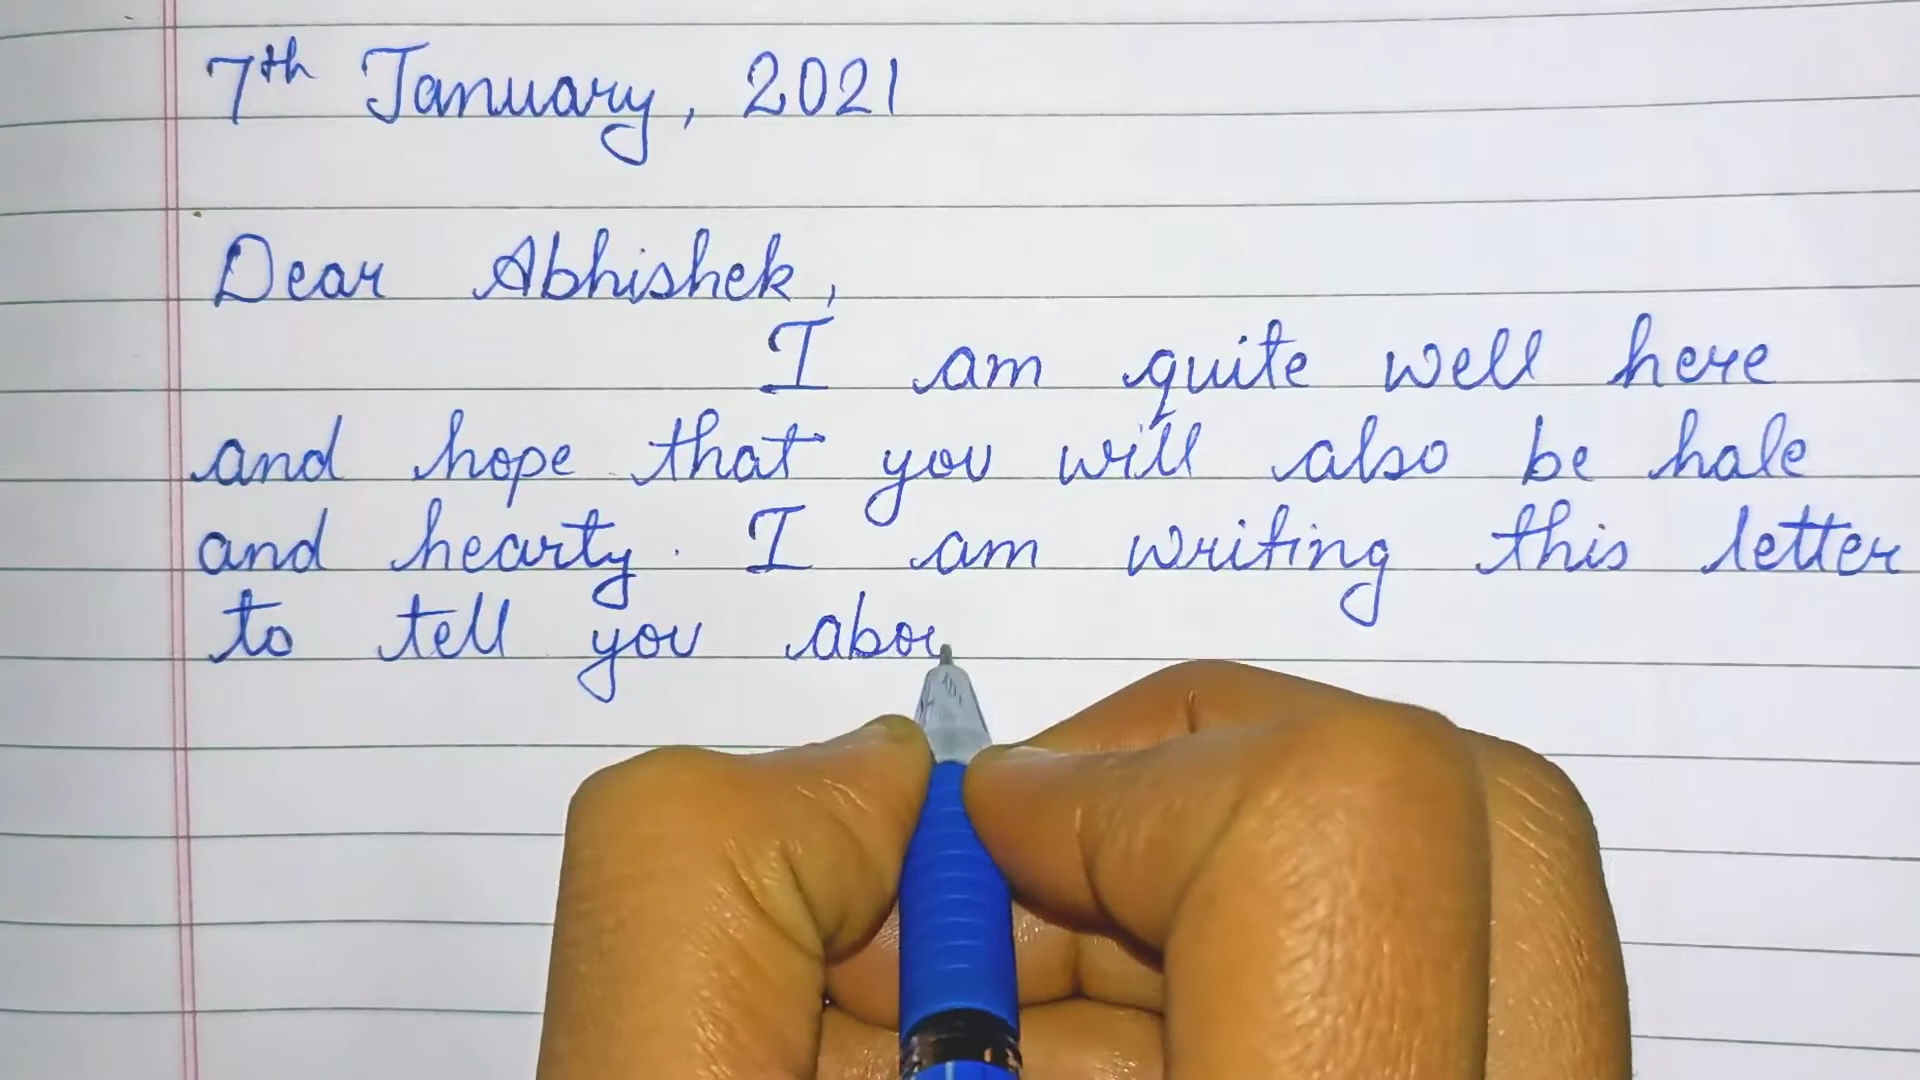 7th January, 2021
Dear Abhishek,
I am quite well here
and hope that you will also be hale
and hearty. I am writing this letter
to tell you abou